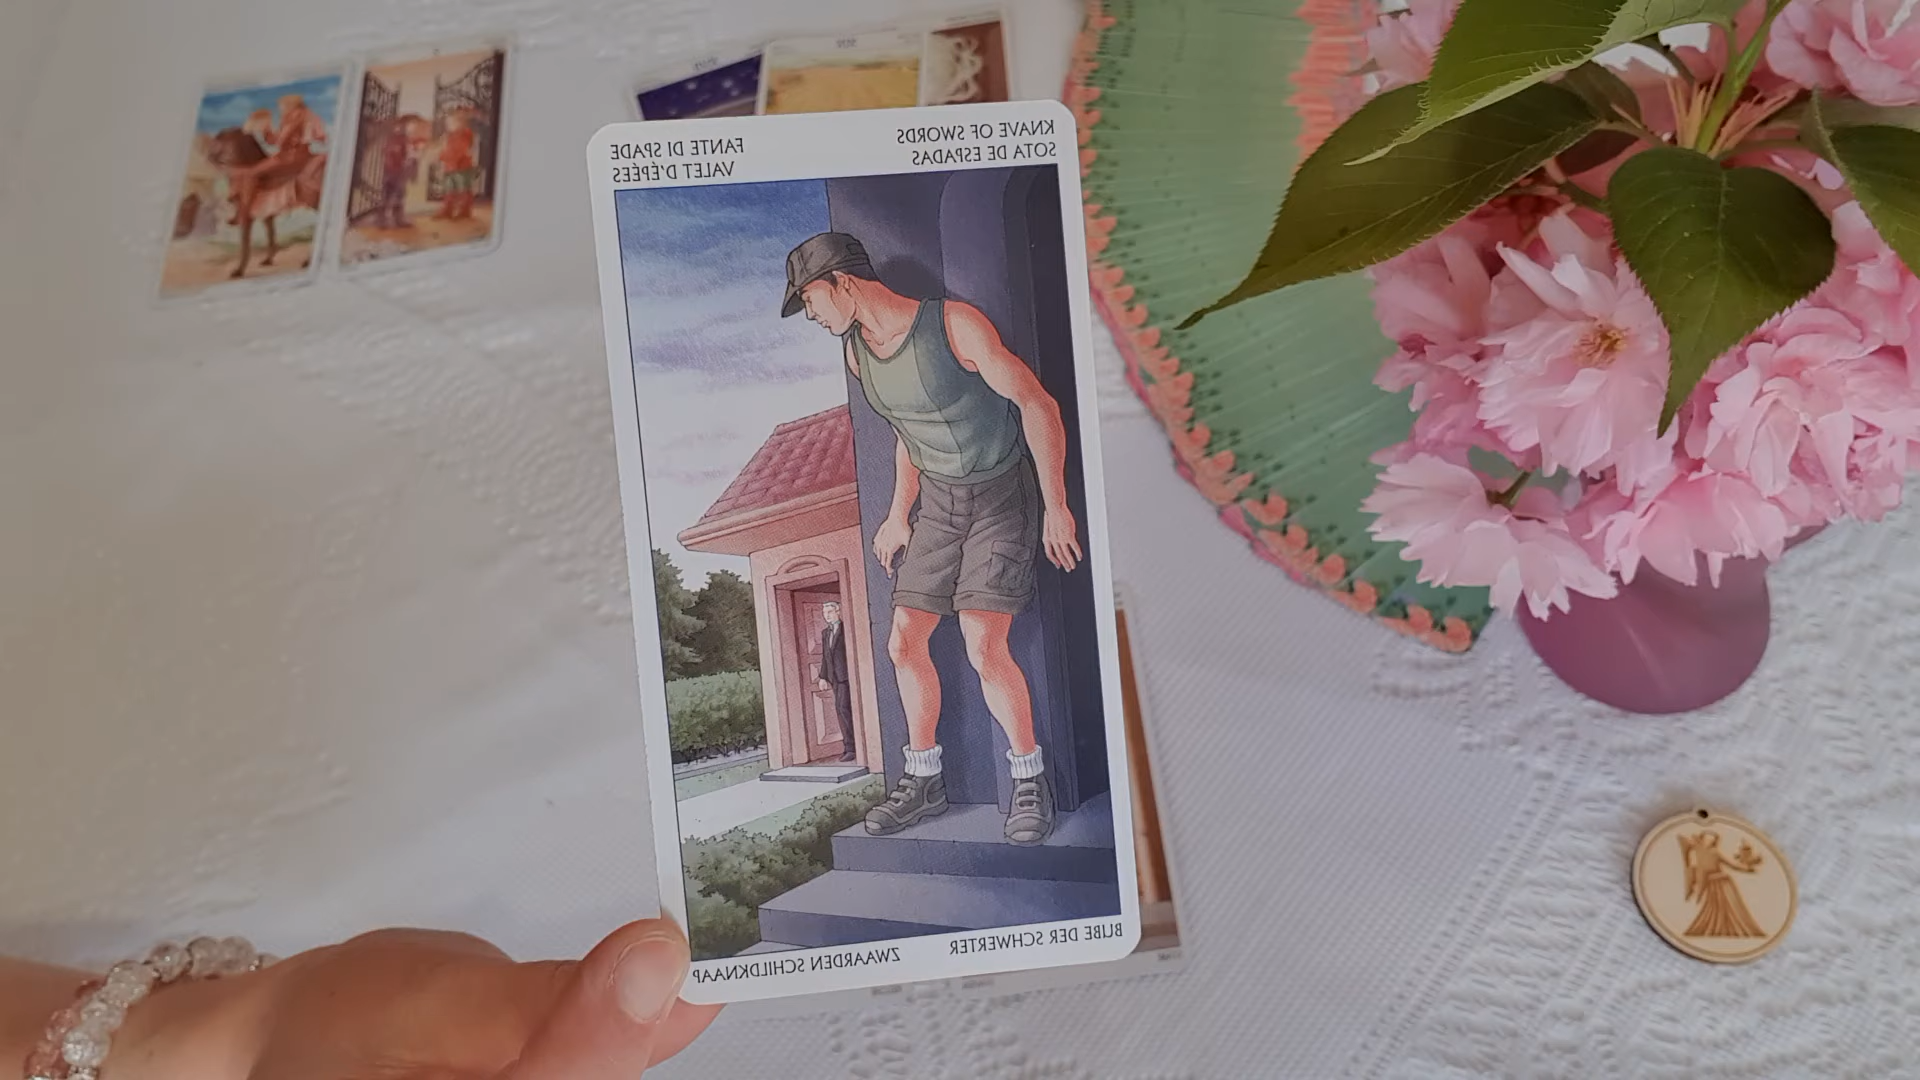 KNAVE OF SWORDS
SOTA DE ESPADAS
FANTE DI SPADE
VALET D'ÉPÉES
BUBE DER SCHWERTER
ZWAARDEN SCHILDKNAAP